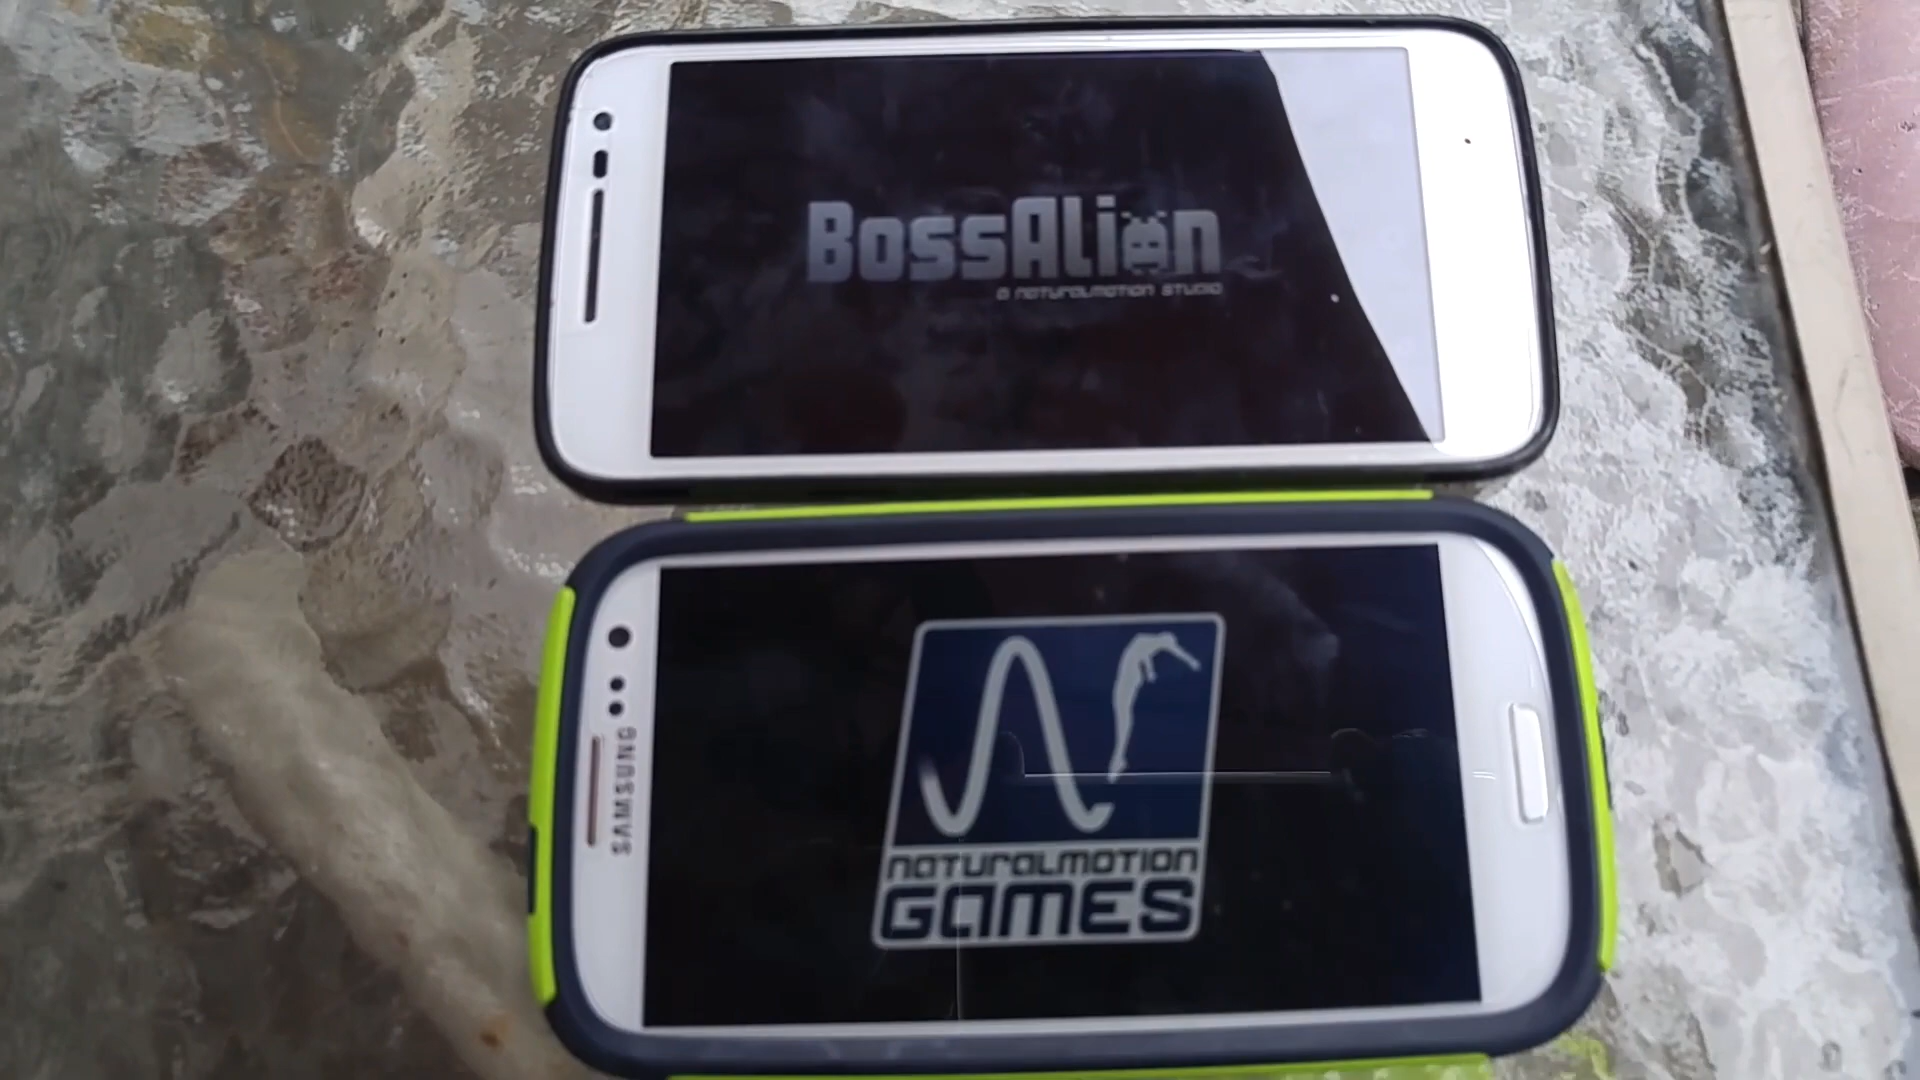 BossALien
a naturalmotion studio
SAMSUNG
naturalmotion
GAMES